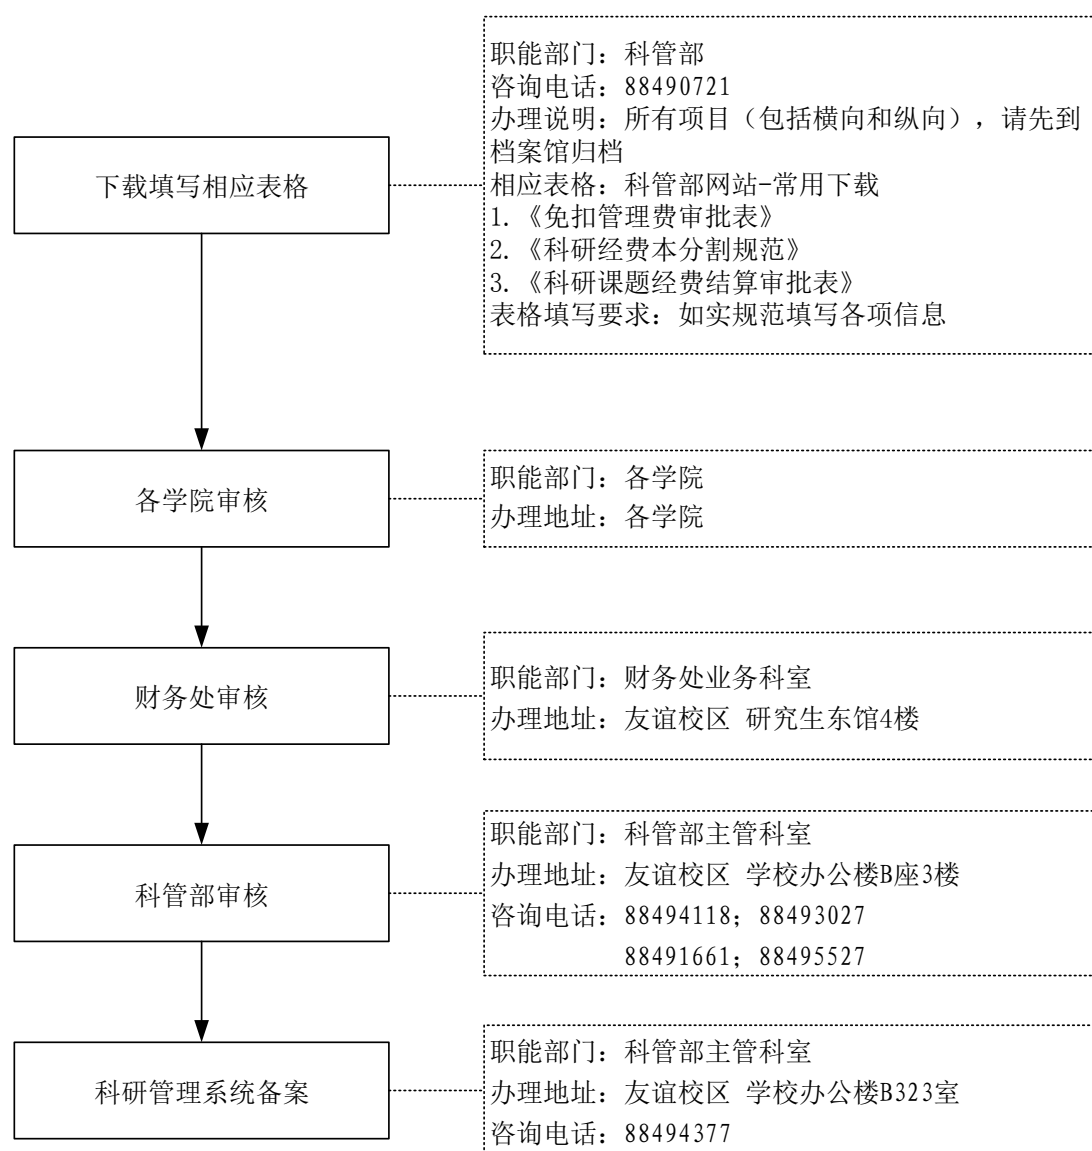 下载填写相应表格
职能部门：科管部
咨询电话：88490721
办理说明：所有项目（包括横向和纵向），请先到
档案馆归档
相应表格：科管部网站-常用下载
1.《免扣管理费审批表》
2.《科研经费本分割规范》
3.《科研课题经费结算审批表》
表格填写要求：如实规范填写各项信息
各学院审核
职能部门：各学院
办理地址：各学院
财务处审核
职能部门：财务处业务科室
办理地址：友谊校区 研究生东馆4楼
科管部审核
职能部门：科管部主管科室
办理地址：友谊校区 学校办公楼B座3楼
咨询电话：88494118；88493027
88491661；88495527
科研管理系统备案
职能部门：科管部主管科室
办理地址：友谊校区 学校办公楼B323室
咨询电话：88494377